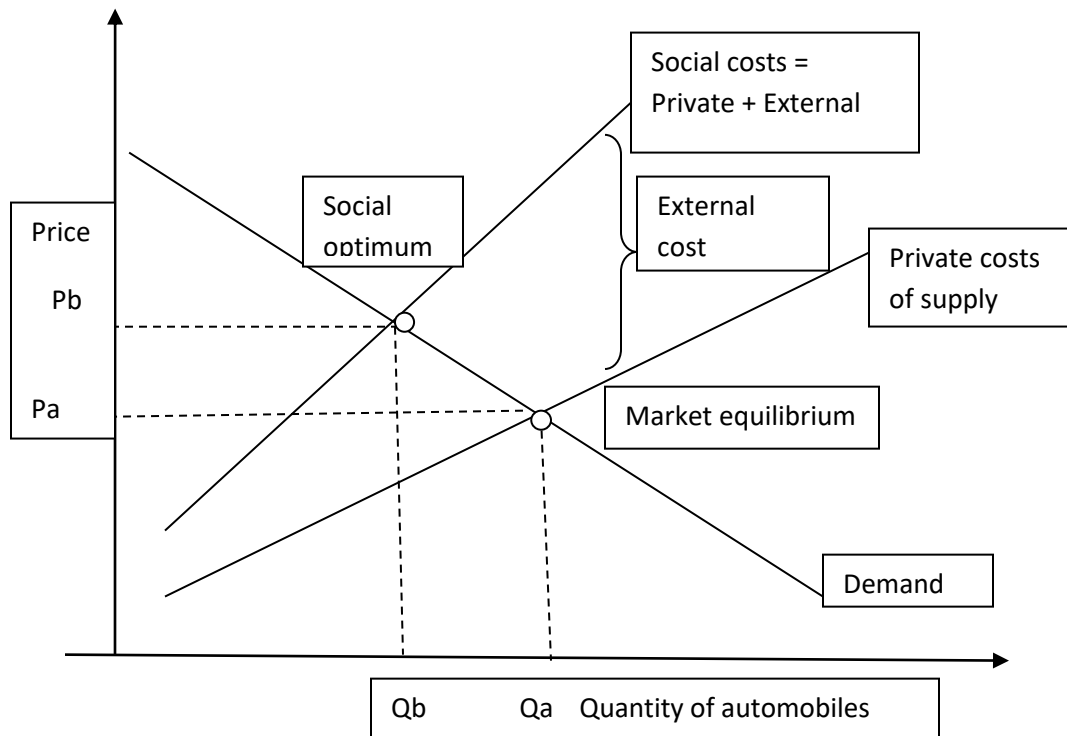 Social costs =
Private + External
Social
optimum
External
cost
Price
Pb
Pa
Private costs
of supply
Market equilibrium
Demand
Qb Qa Quantity of automobiles